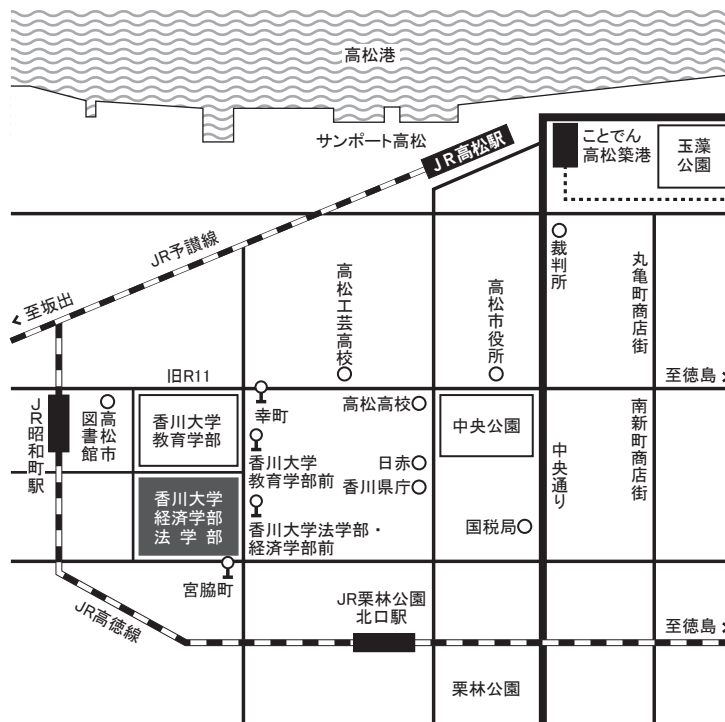 高松港
サンポート高松
JR高松駅
ことでん
高松築港
玉藻
公園
JR予讃線
至坂出
裁判所
丸亀町商店街
高松工芸高校
高松市役所
旧R11
至徳島
JR昭和町駅
高松市
図書館
香川大学
教育学部
幸町
高松高校
中央公園
中央通り
南新町商店街
香川大学
教育学部前
日赤
香川県庁
香川大学
経済学部
法学部
香川大学法学部・
経済学部前
国税局
宮脇町
JR栗林公園
北口駅
JR高徳線
至徳島
栗林公園